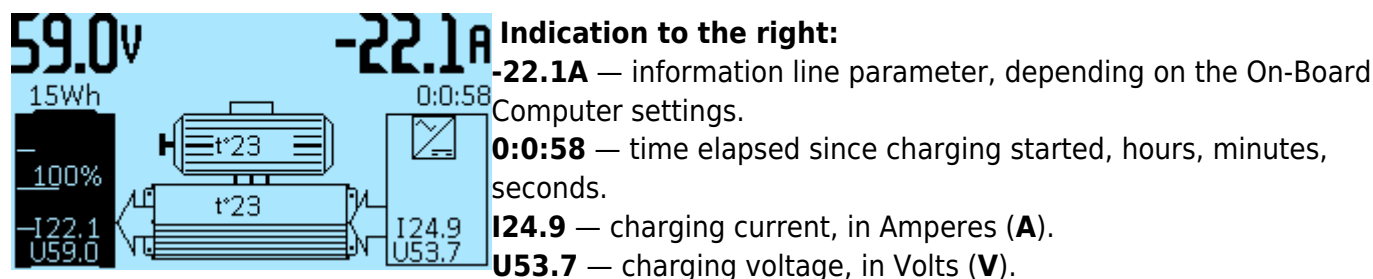 59.0V -22.1A
15Wh 0:0:58
t°23
100%
t°23
I22.1 I24.9
U59.0 U53.7
Indication to the right:
-22.1A — information line parameter, depending on the On-Board
Computer settings.
0:0:58 — time elapsed since charging started, hours, minutes,
seconds.
I24.9 — charging current, in Amperes (A).
U53.7 — charging voltage, in Volts (V).